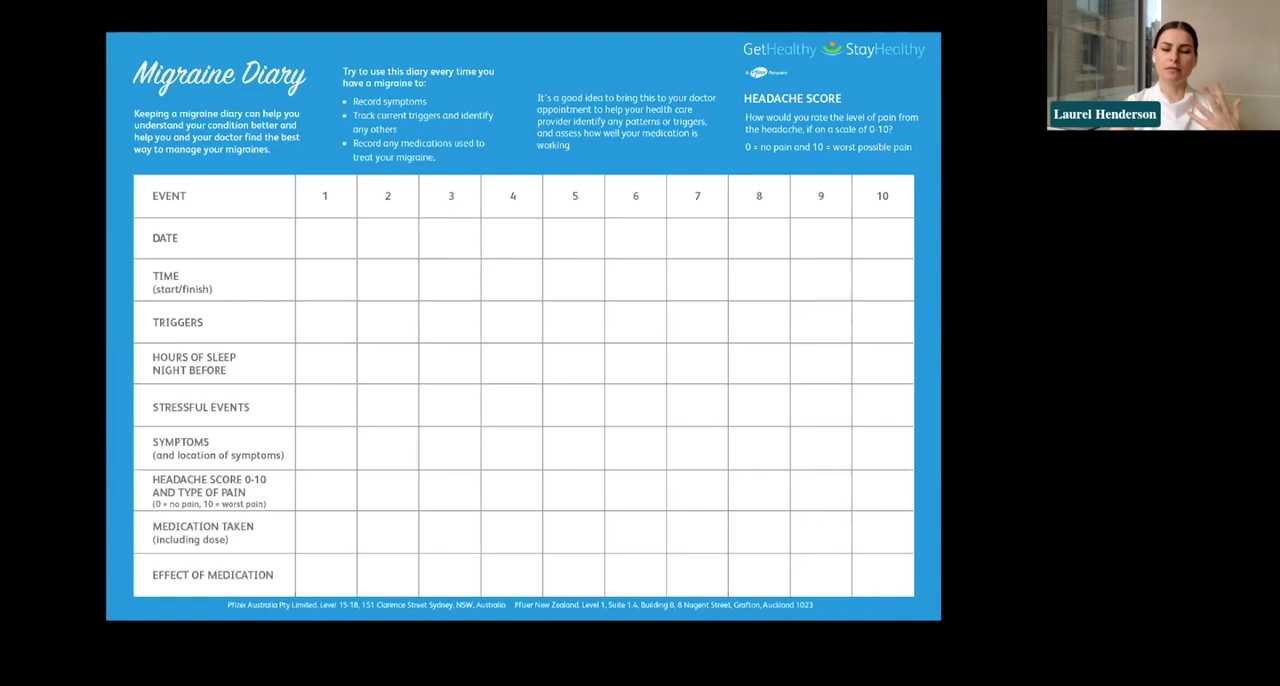 Migraine Diary
Keeping a migraine diary can help you
understand your condition better and
help you and your doctor find the best
way to manage your migraines.
Try to use this diary every time you
have a migraine to:
• Record symptoms
• Track current triggers and identify
any others
• Record any medications used to
treat your migraine.
It's a good idea to bring this to your doctor
appointment to help your health care
provider identify any patterns or triggers,
and assess how well your medication is
working
GetHealthy StayHealthy
A Pfizer Program
HEADACHE SCORE
How would you rate the level of pain from
the headache, if on a scale of 0-10?
0 = no pain and 10 = worst possible pain
Laurel Henderson
EVENT 1 2 3 4 5 6 7 8 9 10
DATE
TIME
(start/finish)
TRIGGERS
HOURS OF SLEEP
NIGHT BEFORE
STRESSFUL EVENTS
SYMPTOMS
(and location of symptoms)
HEADACHE SCORE 0-10
AND TYPE OF PAIN
(0 = no pain, 10 = worst pain)
MEDICATION TAKEN
(including dose)
EFFECT OF MEDICATION
Pfizer Australia Pty Limited. Level 15-18, 151 Clarence Street Sydney, NSW, Australia Pfizer New Zealand. Level 1, Suite 1.4, Building B, 8 Nugent Street, Grafton, Auckland 1023